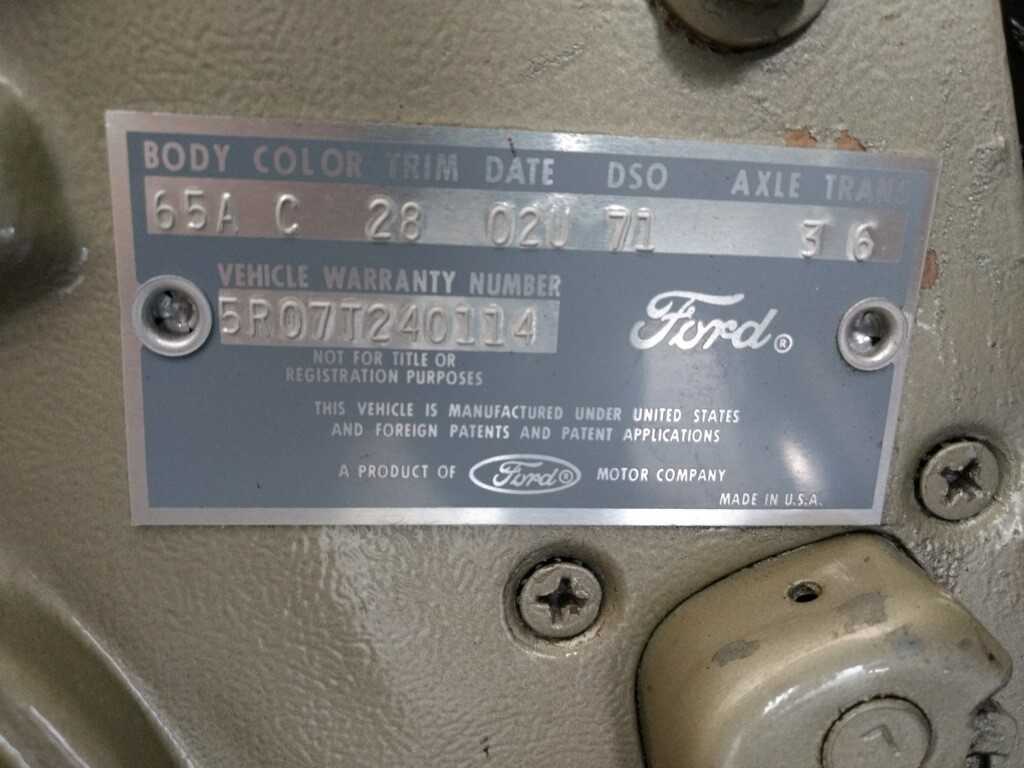 BODY COLOR TRIM DATE DSO AXLE TRANS
65A C 28 02U 71 3 6
VEHICLE WARRANTY NUMBER
5R07T240114
Ford®
NOT FOR TITLE OR
REGISTRATION PURPOSES
THIS VEHICLE IS MANUFACTURED UNDER UNITED STATES
AND FOREIGN PATENTS AND PATENT APPLICATIONS
A PRODUCT OF Ford® MOTOR COMPANY
MADE IN U.S.A.